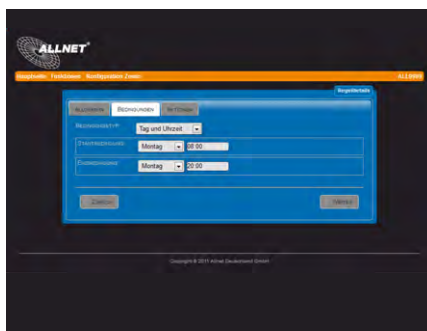 ALLNET
Hauptseite Funktionen Konfiguration Zonen
Regeldetails
ALLGEMEIN BEDINGUNGEN AKTIONEN
BEDINGUNGSTYP Tag und Uhrzeit
STARTBEDINGUNG Montag 08:00
ENDBEDINGUNG Montag 20:00
Zurück Weiter
Copyright © 2011 Allnet Deutschland GmbH